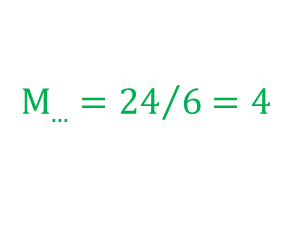 M... = 24/6 = 4